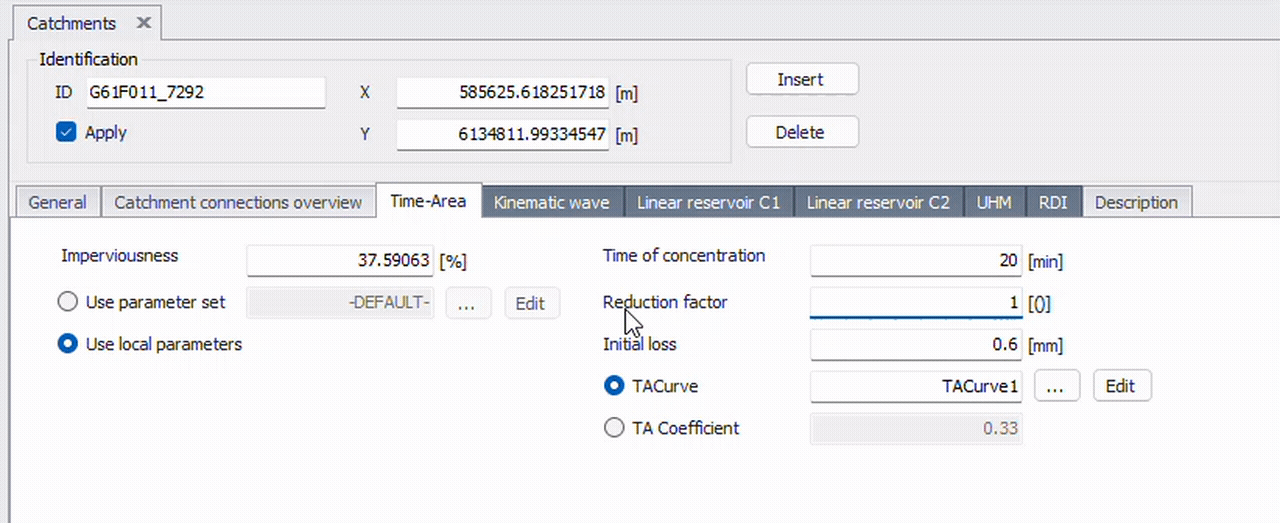 Catchments
Identification
ID G61F011_7292 X 585625.618251718 [m] Insert
Apply Y 6134811.99334547 [m] Delete
General Catchment connections overview Time-Area Kinematic wave Linear reservoir C1 Linear reservoir C2 UHM RDI Description
Imperviousness 37.59063 [%] Time of concentration 20 [min]
Use parameter set -DEFAULT- ... Edit Reduction factor 1 [()]
Use local parameters Initial loss 0.6 [mm]
TACurve TACurve1 ... Edit
TA Coefficient 0.33